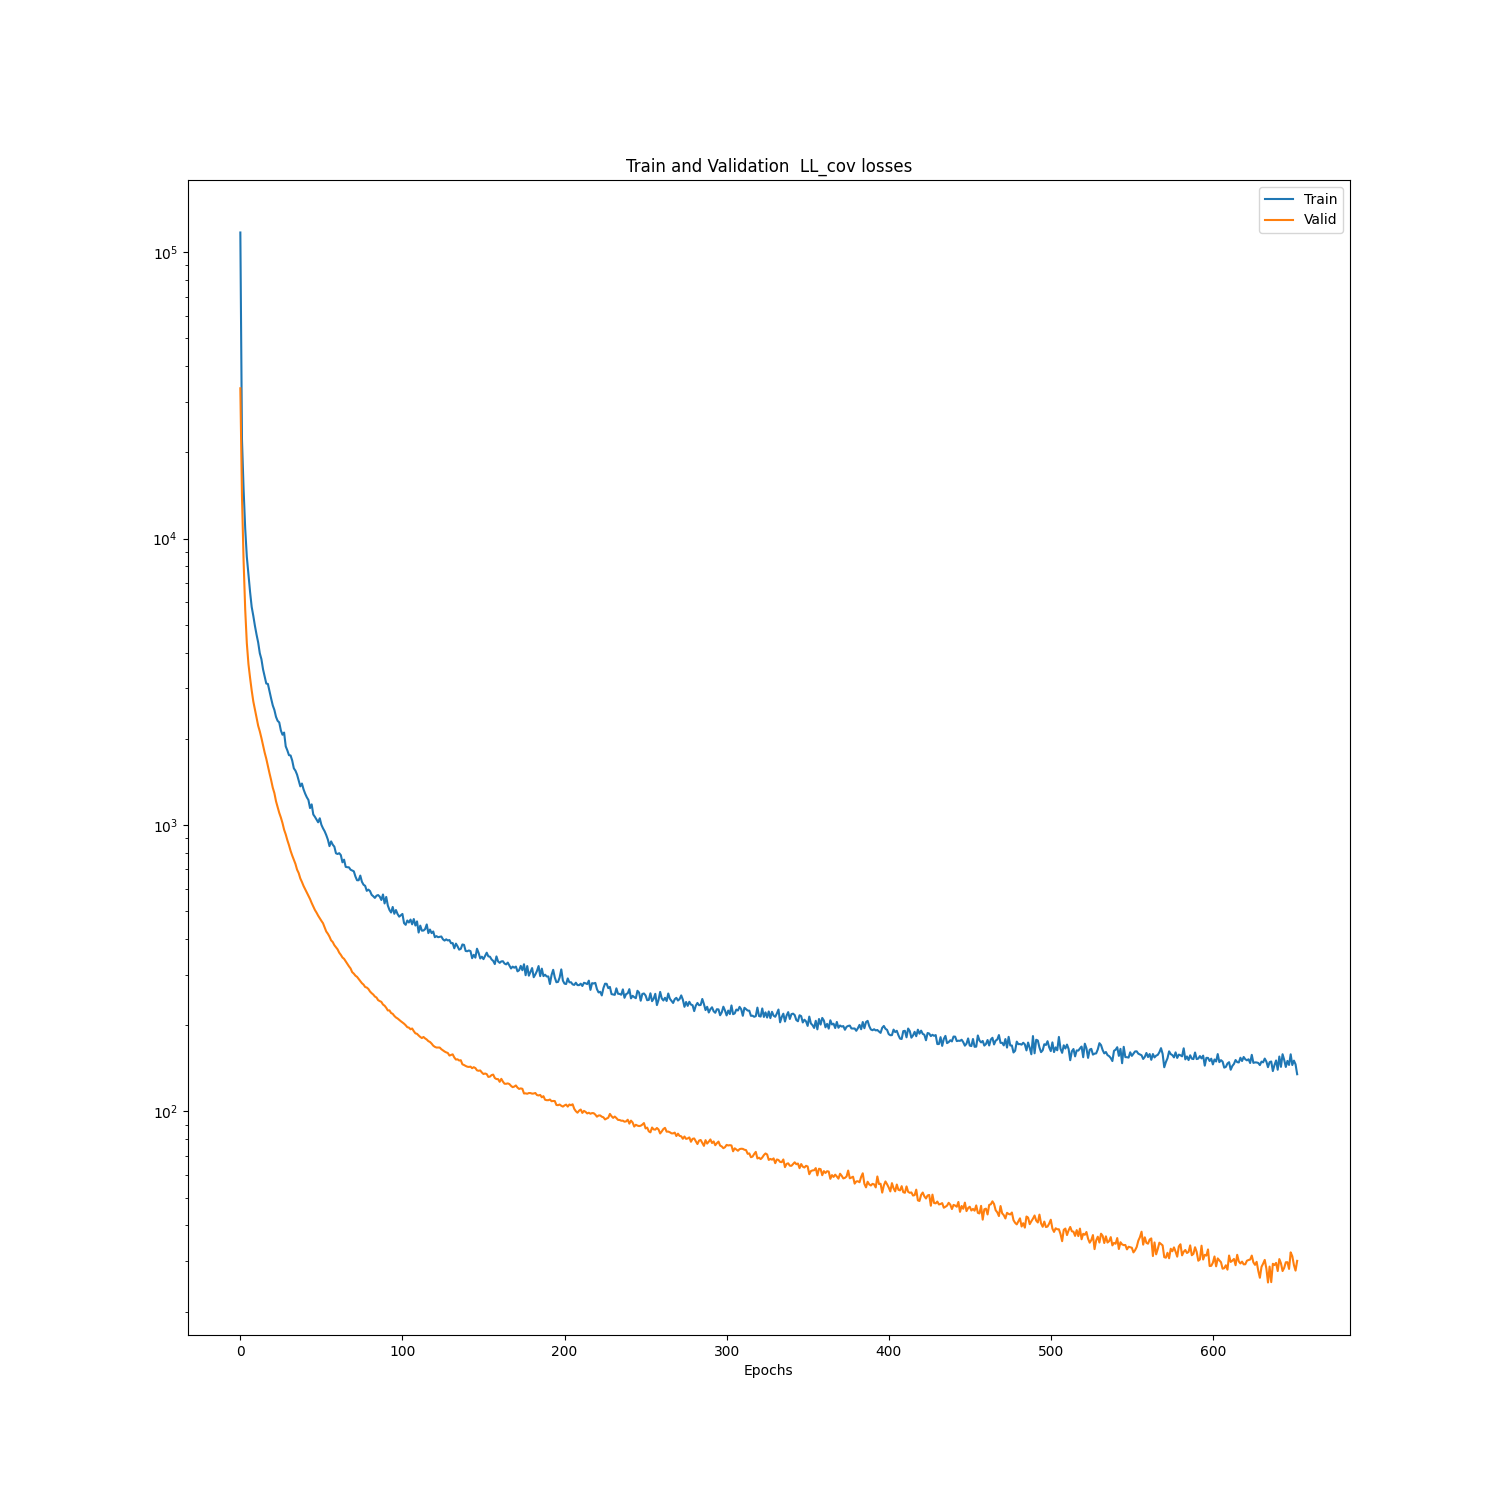 Train and Validation  LL_cov losses
Train
Valid
10⁵
10⁴
10³
10²
0 100 200 300 400 500 600
Epochs